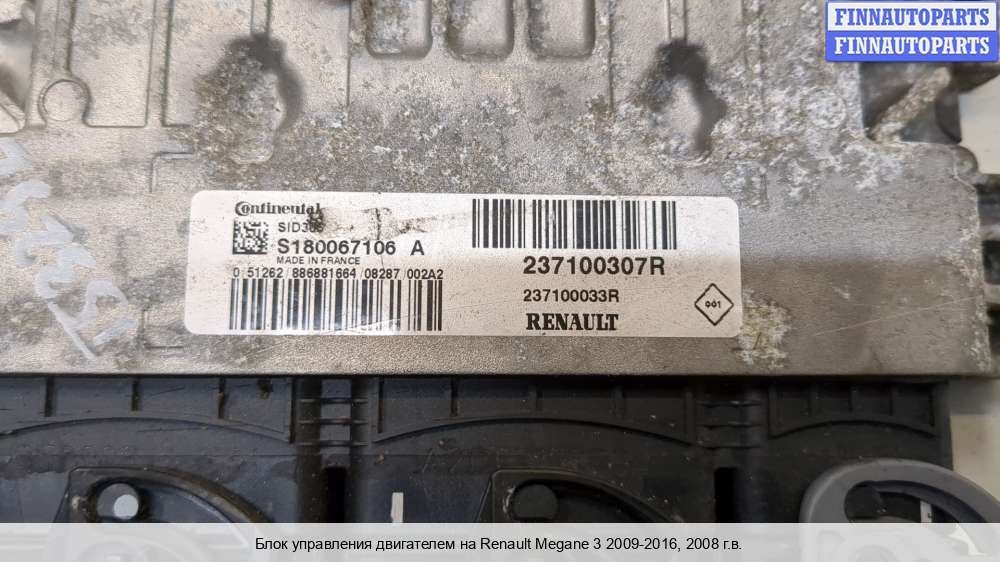 FINNAUTOPARTS
FINNAUTOPARTS
Continental
S180067106 A
MADE IN FRANCE
0 51262 / 886881664 / 08287 / 002A2
237100307R
237100033R
RENAULT
Блок управления двигателем на Renault Megane 3 2009-2016, 2008 г.в.